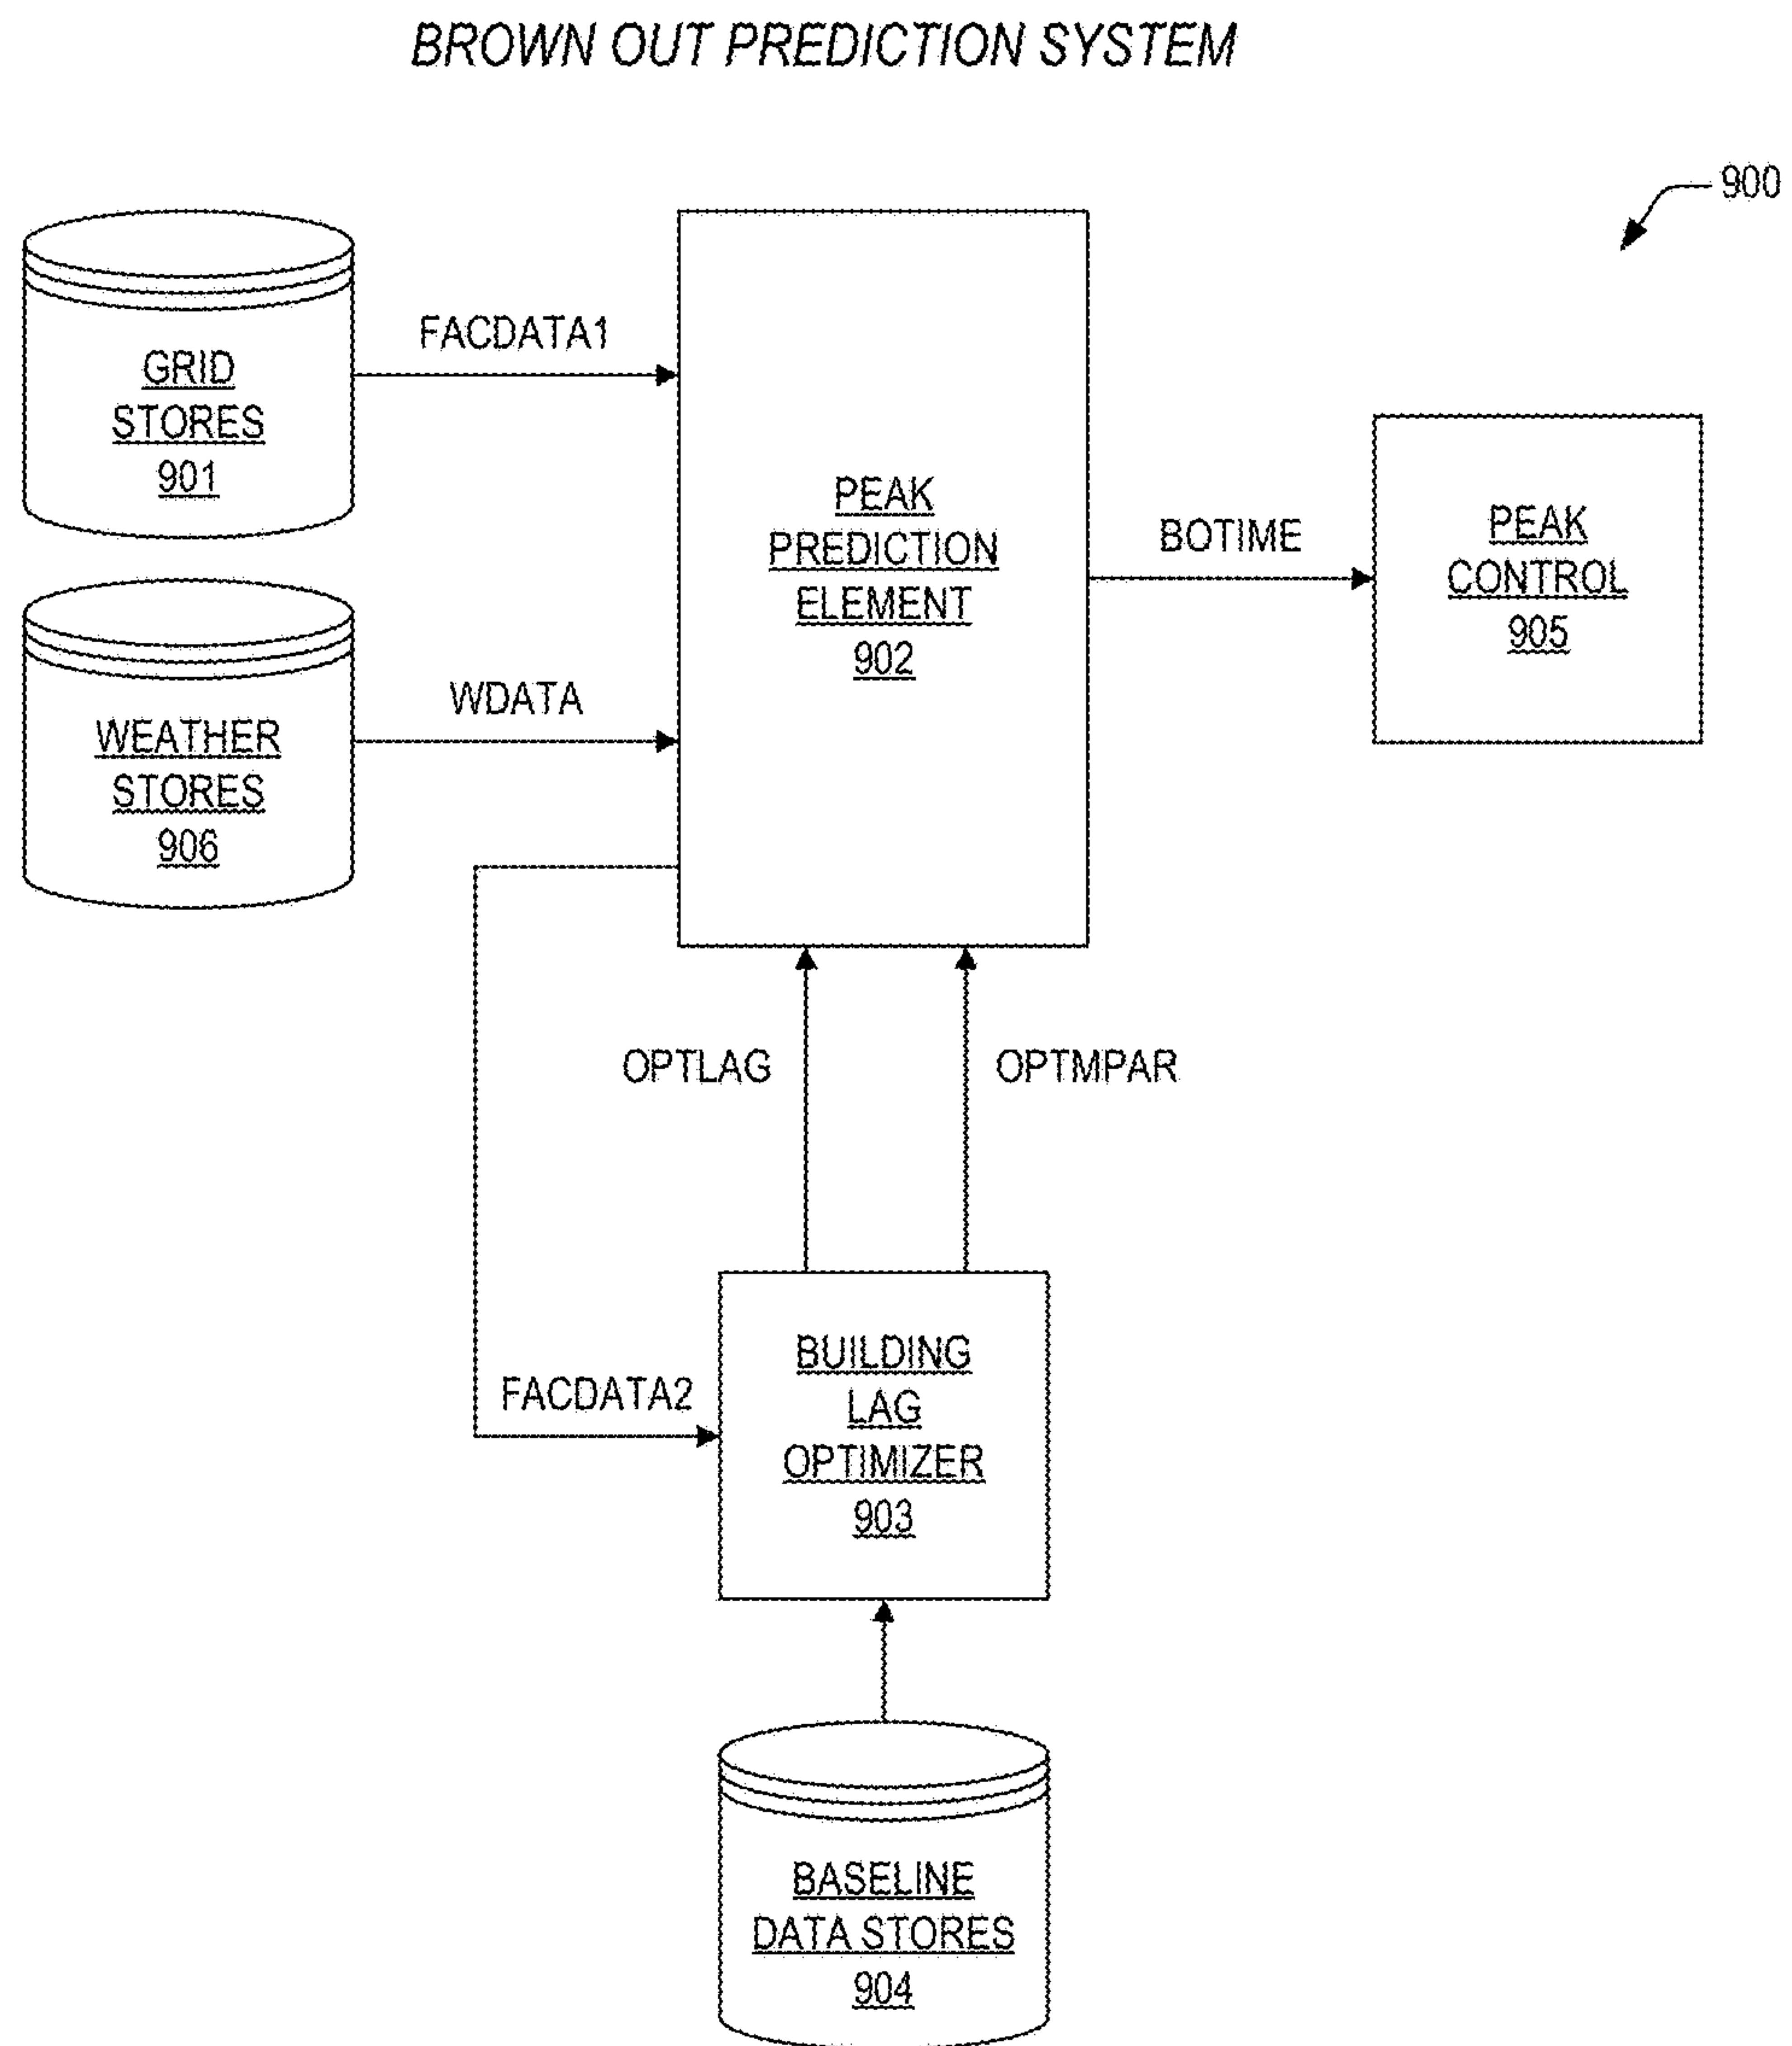 BROWN OUT PREDICTION SYSTEM
900
GRID
STORES
901
FACDATA1
PEAK
PREDICTION
ELEMENT
902
BOTIME
PEAK
CONTROL
905
WEATHER
STORES
906
WDATA
OPTLAG
OPTMPAR
FACDATA2
BUILDING
LAG
OPTIMIZER
903
BASELINE
DATA STORES
904